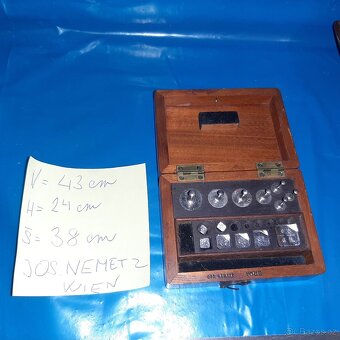 V = 43 cm
H = 24 cm
Š = 38 cm
JOS NEMETZ
WIEN